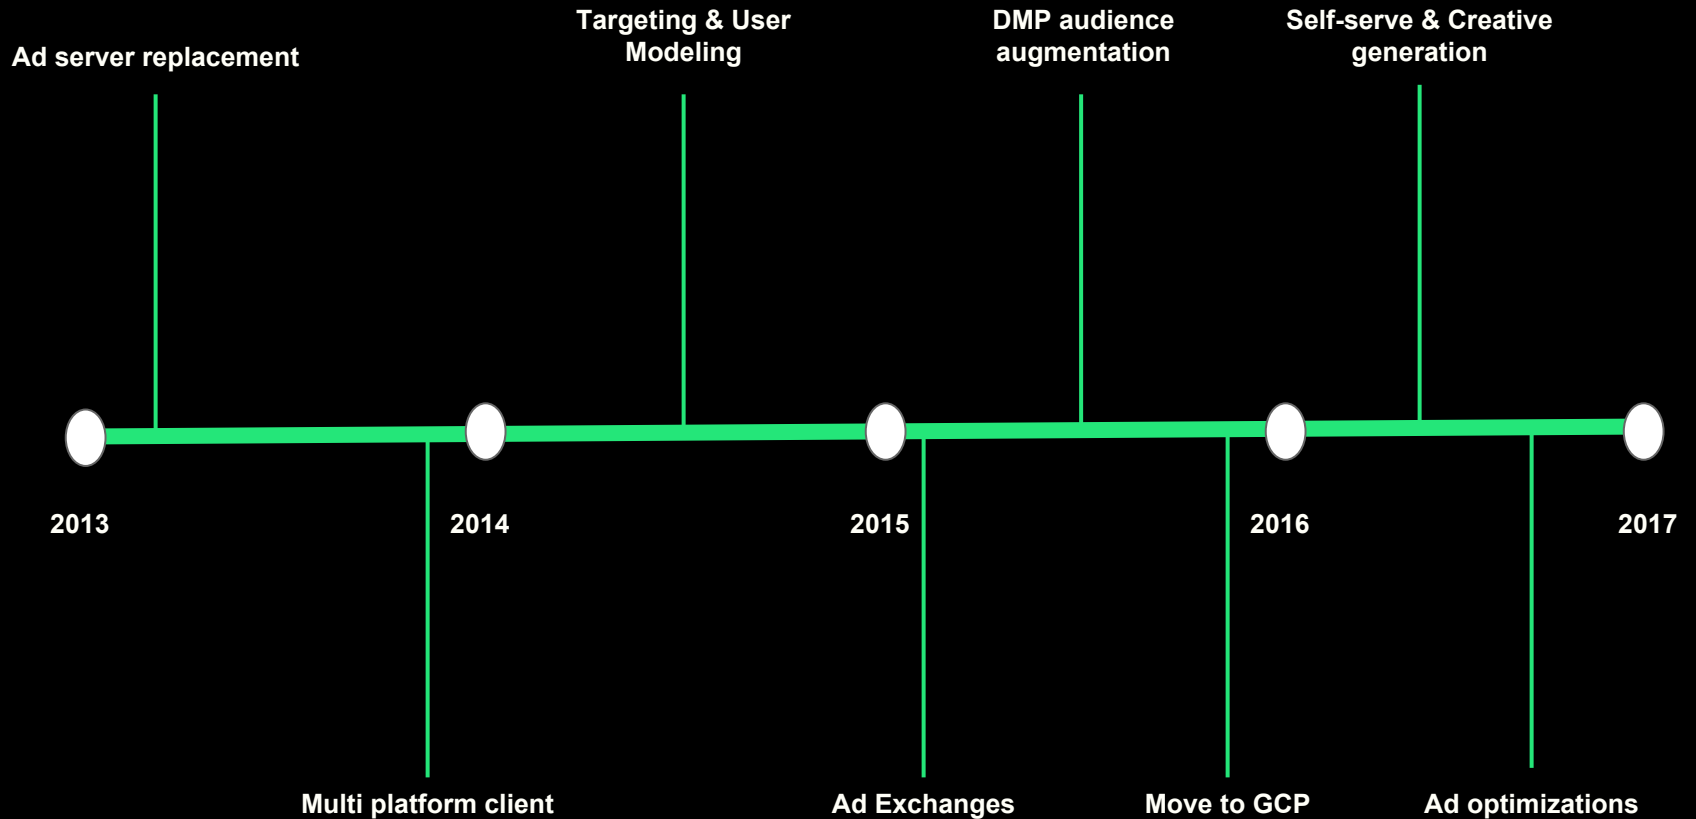 Ad server replacement
Targeting & User
Modeling
DMP audience
augmentation
Self-serve & Creative
generation
2013
2014
2015
2016
2017
Multi platform client
Ad Exchanges
Move to GCP
Ad optimizations